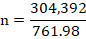 n = 304,392
761.98